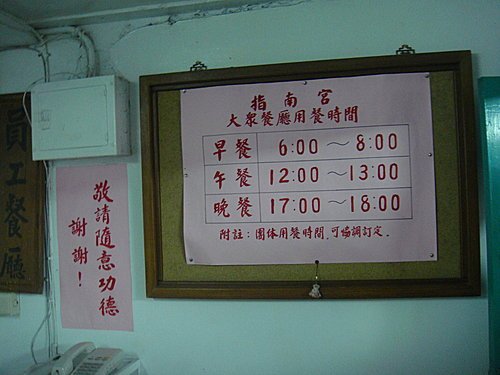 指南宮
大眾餐廳用餐時間
早餐 6:00～8:00
午餐 12:00～13:00
晚餐 17:00～18:00
附註：團体用餐時間,可協調訂定.
敬請隨意功德
謝謝！
員工餐廳